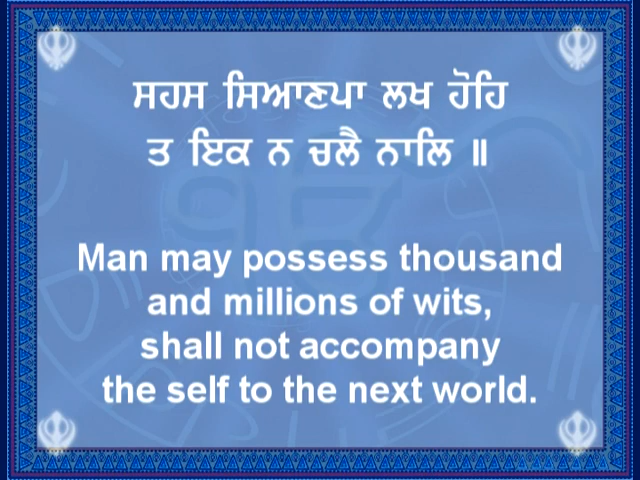 ਸਹਸ ਸਿਆਣਪਾ ਲਖ ਹੋਹਿ
ਤ ਇਕ ਨ ਚਲੈ ਨਾਲਿ ॥
Man may possess thousand
and millions of wits,
shall not accompany
the self to the next world.